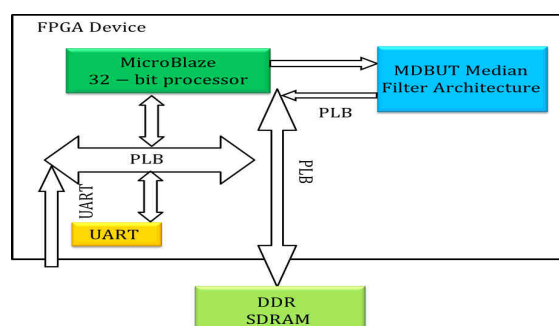 FPGA Device
MicroBlaze
32 – bit processor
MDBUT Median
Filter Architecture
PLB
PLB
PLB
UART
UART
DDR
SDRAM